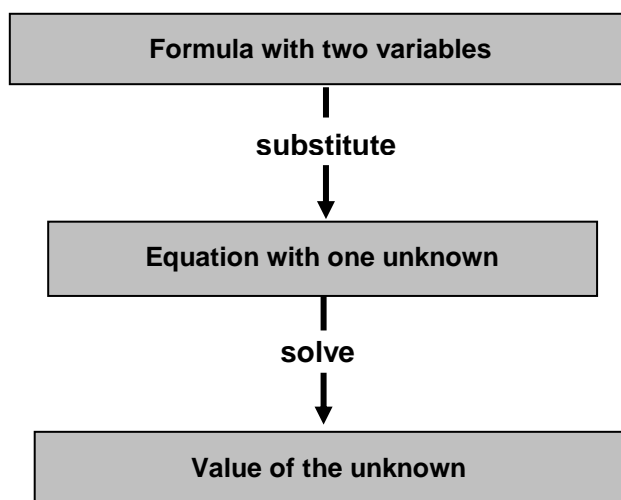 Formula with two variables
substitute
Equation with one unknown
solve
Value of the unknown